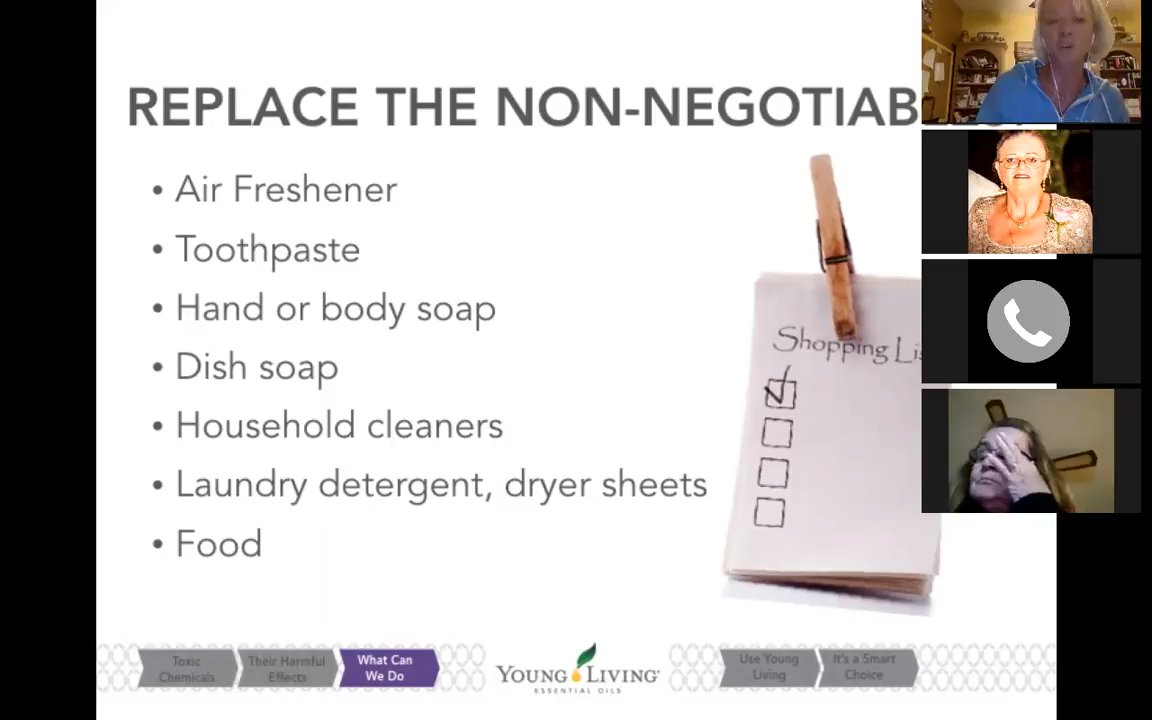 REPLACE THE NON-NEGOTIAB
• Air Freshener
• Toothpaste
• Hand or body soap
• Dish soap
• Household cleaners
• Laundry detergent, dryer sheets
• Food
Shopping Lis
Toxic
Chemicals
Their Harmful
Effects
What Can
We Do
YOUNG LIVING
ESSENTIAL OILS
Use Young
Living
It's a Smart
Choice